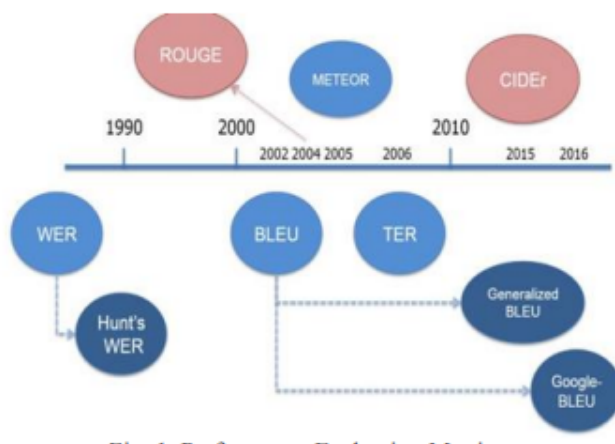 ROUGE
METEOR
CIDEr
1990
2000
2010
2002 2004 2005
2006
2015
2016
WER
BLEU
TER
Hunt's
WER
Generalized
BLEU
Google-
BLEU